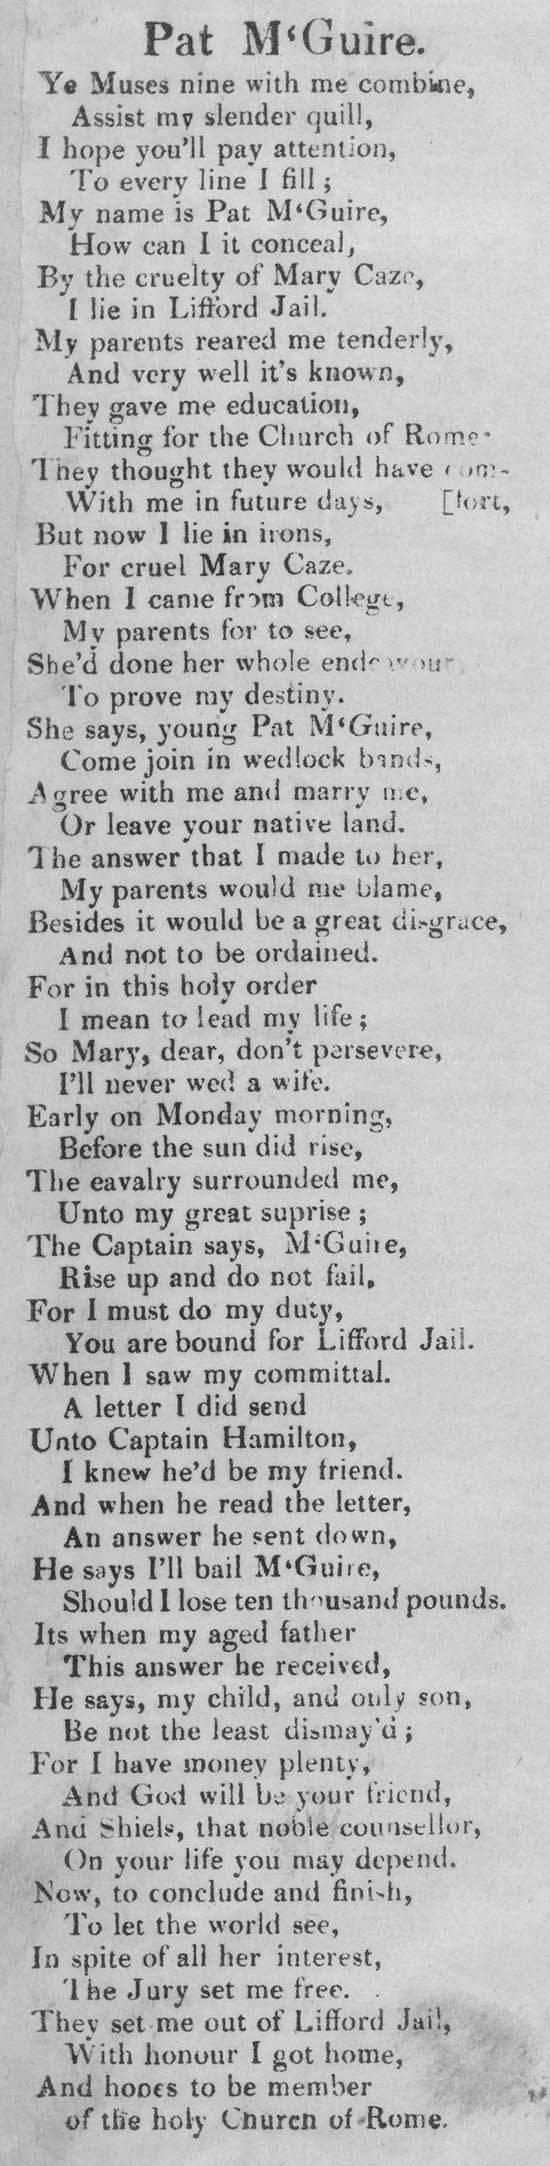 Pat M‘Guire.
Ye Muses nine with me combine,
Assist my slender quill,
I hope you'll pay attention,
To every line I fill;
My name is Pat M‘Guire,
How can I it conceal,
By the cruelty of Mary Caze,
I lie in Lifford Jail.
My parents reared me tenderly,
And very well it's known,
They gave me education,
Fitting for the Church of Rome.
They thought they would have com-
With me in future days, [fort,
But now I lie in irons,
For cruel Mary Caze.
When I came from College,
My parents for to see,
She'd done her whole endeavour,
To prove my destiny.
She says, young Pat M‘Guire,
Come join in wedlock bands,
Agree with me and marry me,
Or leave your native land.
The answer that I made to her,
My parents would me blame,
Besides it would be a great disgrace,
And not to be ordained.
For in this holy order
I mean to lead my life;
So Mary, dear, don't persevere,
I'll never wed a wife.
Early on Monday morning,
Before the sun did rise,
The eavalry surrounded me,
Unto my great suprise;
The Captain says, M‘Guire,
Rise up and do not fail,
For I must do my duty,
You are bound for Lifford Jail.
When I saw my committal.
A letter I did send
Unto Captain Hamilton,
I knew he'd be my friend.
And when he read the letter,
An answer he sent down,
He says I'll bail M‘Guire,
Should I lose ten thousand pounds.
Its when my aged father
This answer he received,
He says, my child, and only son,
Be not the least dismay'd;
For I have money plenty,
And God will be your friend,
And Shiels, that noble counsellor,
On your life you may depend.
Now, to conclude and finish,
To let the world see,
In spite of all her interest,
The Jury set me free.
They set me out of Lifford Jail,
With honour I got home,
And hopes to be member
of the holy Church of Rome.